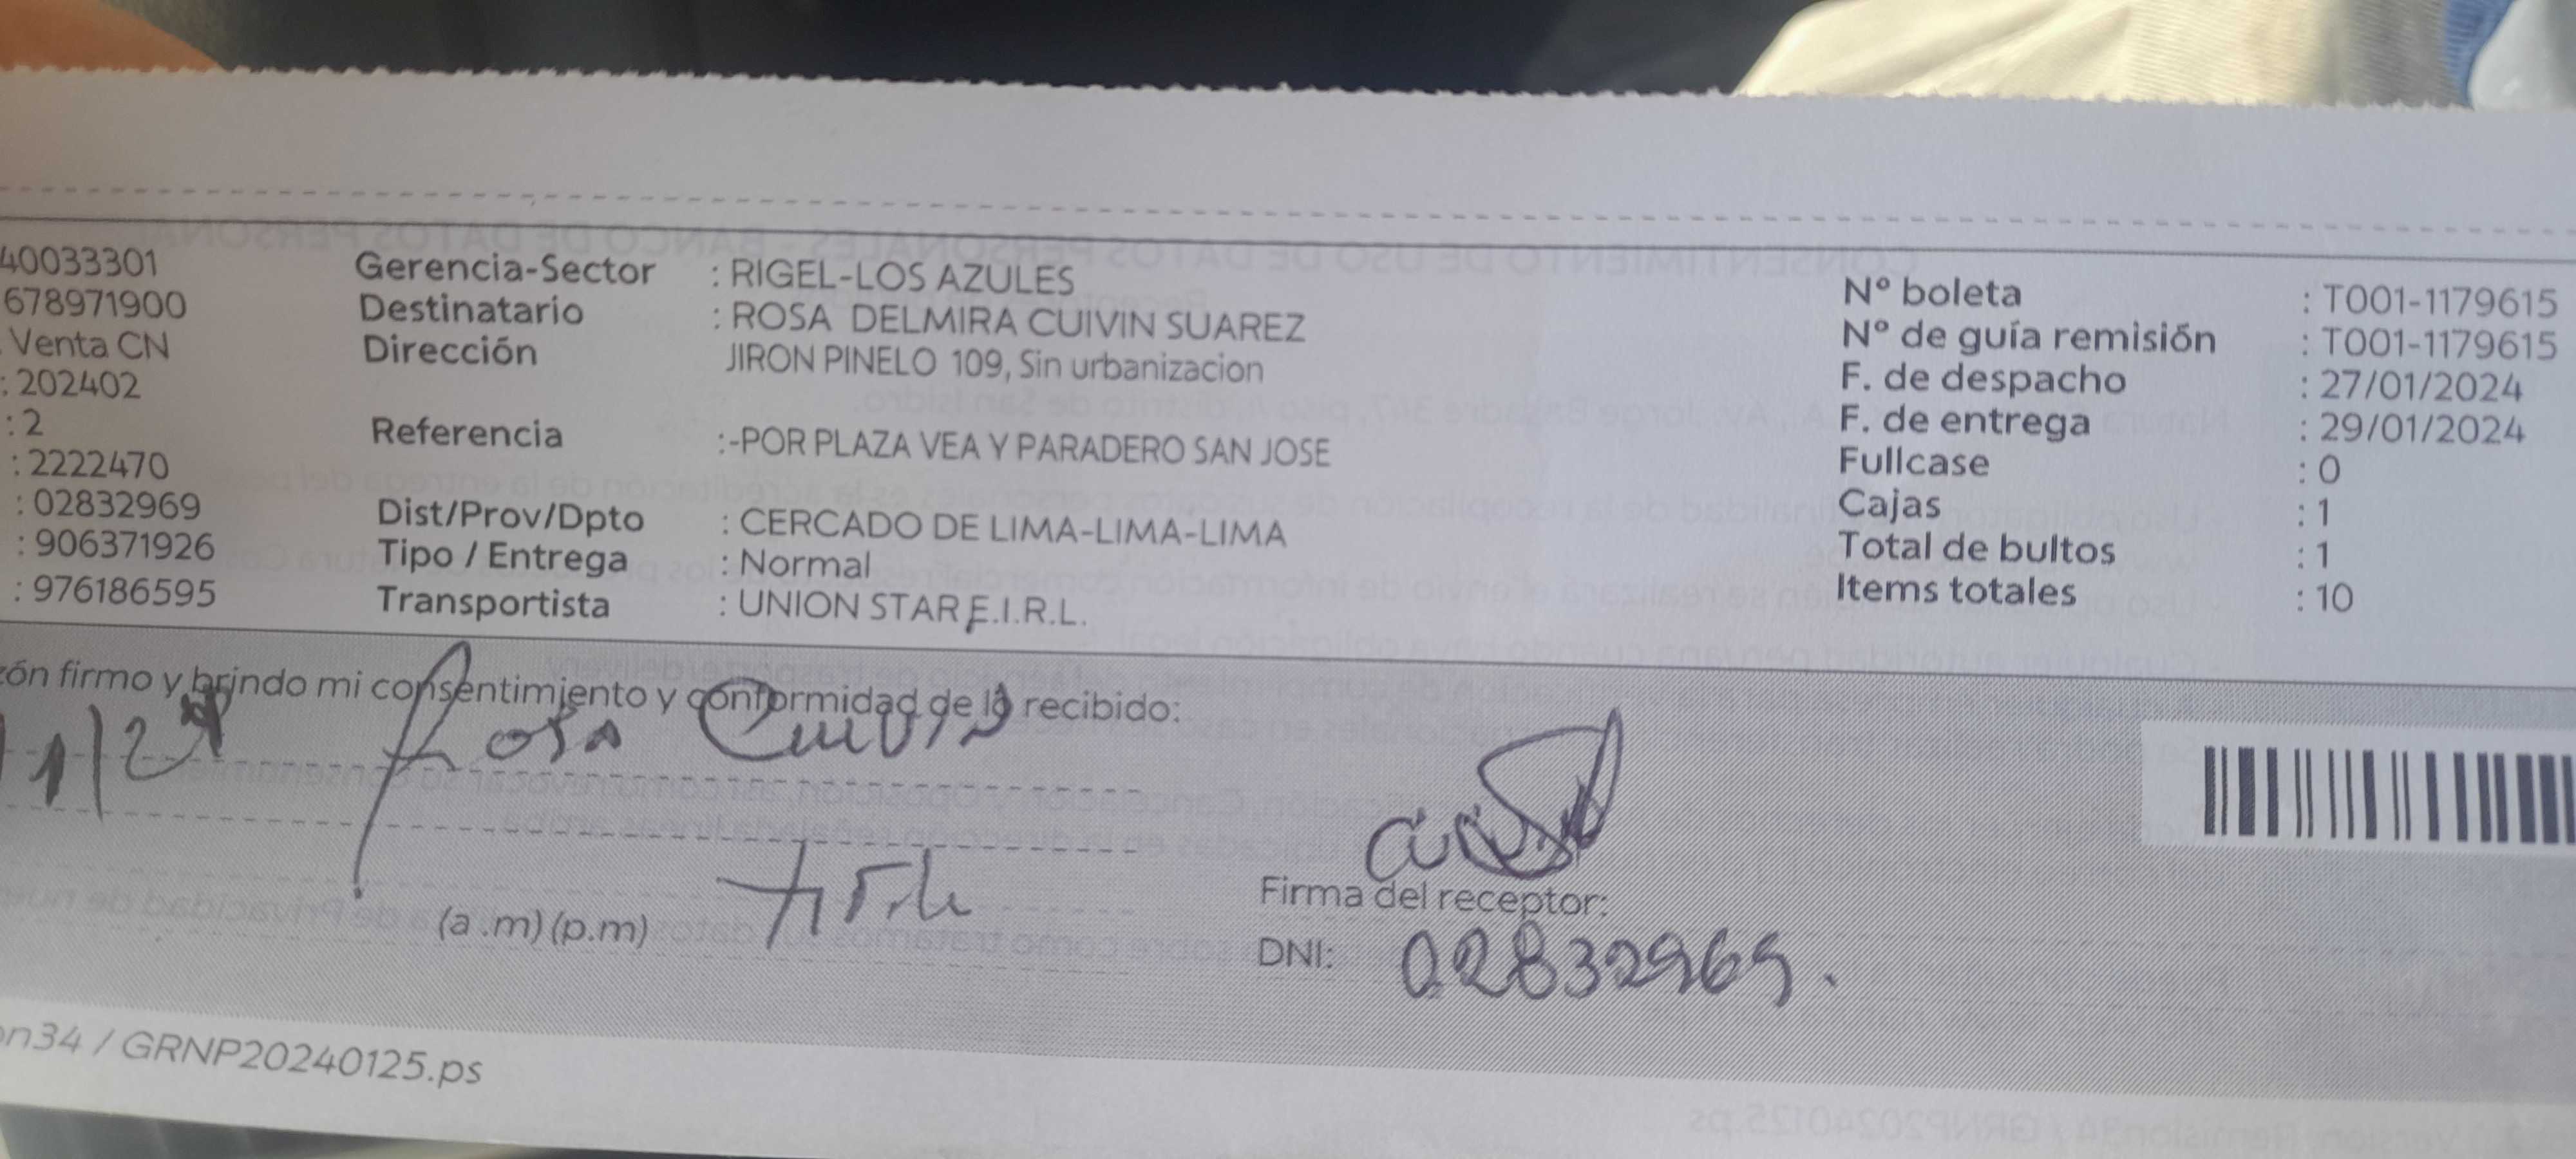 40033301
678971900
Venta CN
: 202402
: 2
: 2222470
: 02832969
: 906371926
: 976186595
Gerencia-Sector : RIGEL-LOS AZULES
Destinatario : ROSA DELMIRA CUIVIN SUAREZ
Dirección JIRON PINELO 109, Sin urbanizacion
Referencia :-POR PLAZA VEA Y PARADERO SAN JOSE
Dist/Prov/Dpto : CERCADO DE LIMA-LIMA-LIMA
Tipo / Entrega : Normal
Transportista : UNION STAR E.I.R.L.
N° boleta : T001-1179615
N° de guía remisión : T001-1179615
F. de despacho : 27/01/2024
F. de entrega : 29/01/2024
Fullcase : 0
Cajas : 1
Total de bultos : 1
Items totales : 10
zón firmo y brindo mi consentimiento y conformidad de lo recibido:
Rosa Cuivin
(a .m) (p.m)
Firma del receptor:
DNI: 02832969.
on34 / GRNP20240125.ps